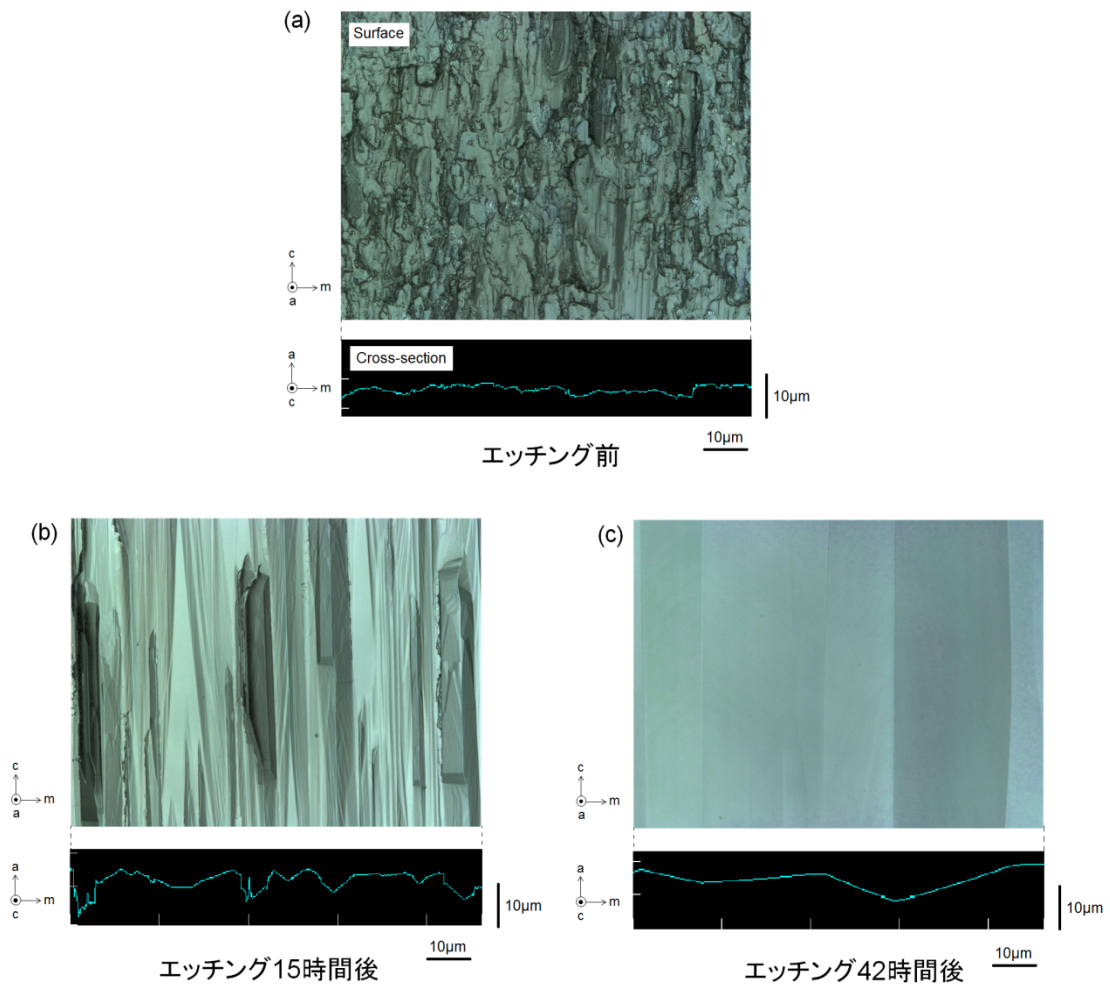 (a)
Surface
c
m
a
Cross-section
a
m
c
10μm
10μm
エッチング前
(b)
c
m
a
a
m
c
10μm
10μm
エッチング15時間後
(c)
c
m
a
a
m
c
10μm
10μm
エッチング42時間後